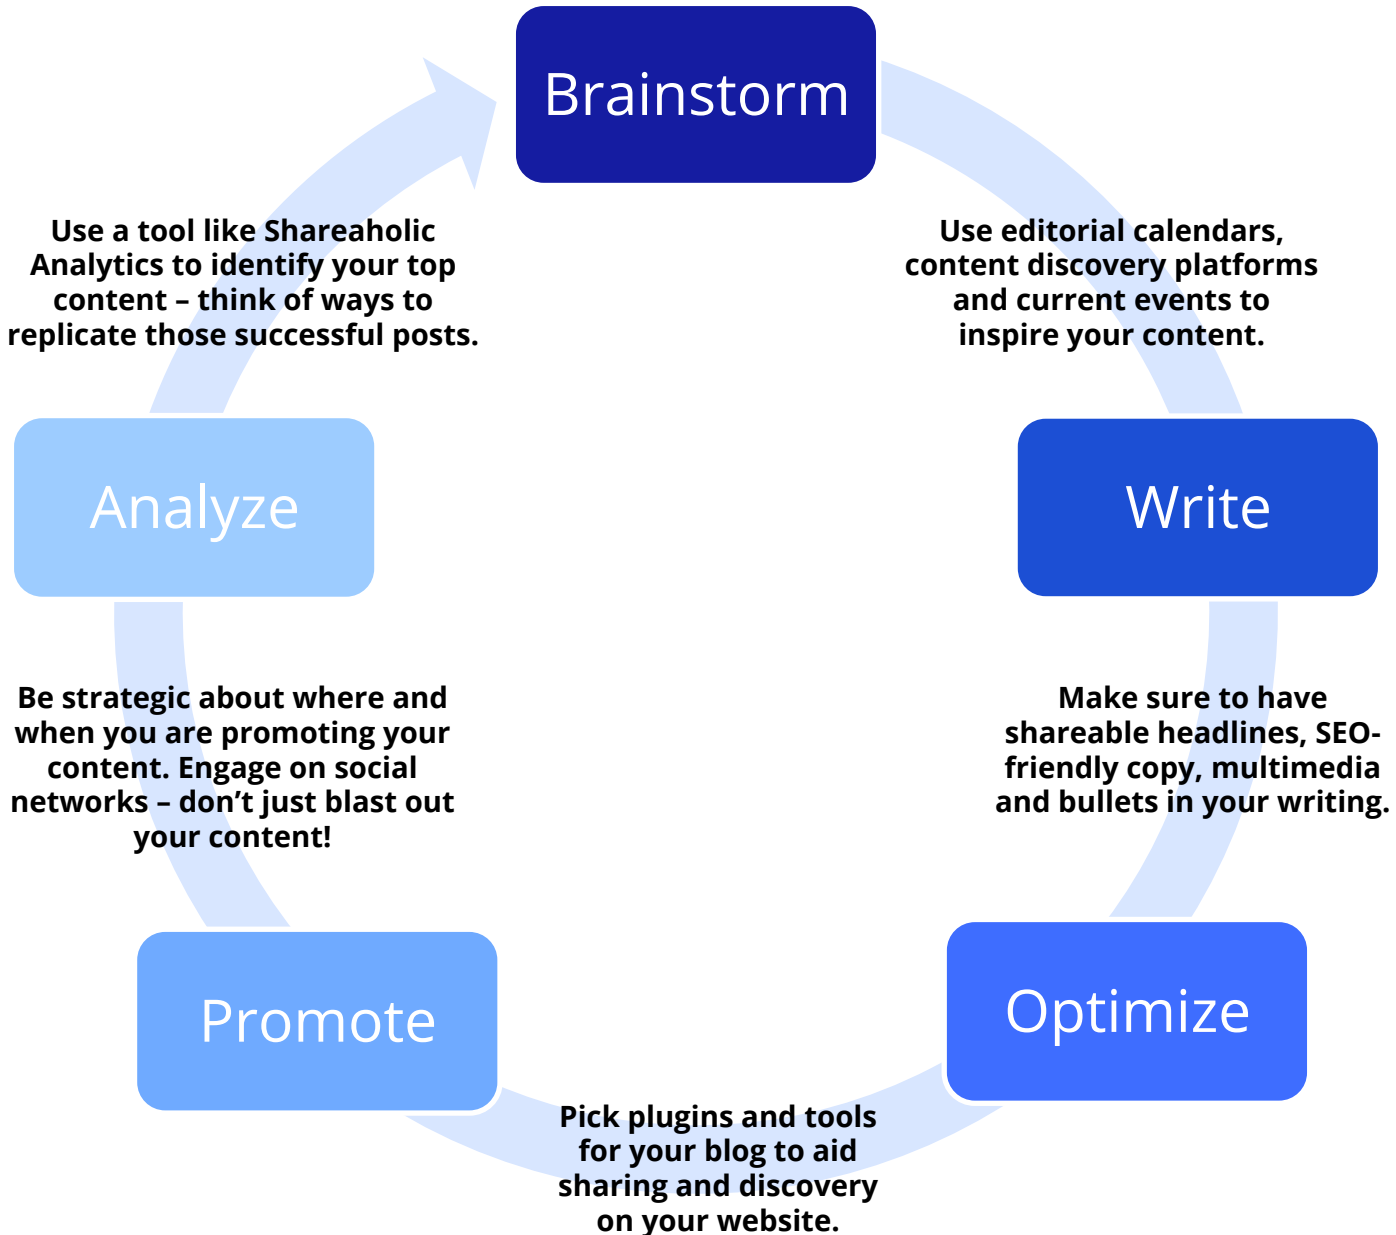 Brainstorm
Use editorial calendars,
content discovery platforms
and current events to
inspire your content.
Write
Make sure to have
shareable headlines, SEO-
friendly copy, multimedia
and bullets in your writing.
Optimize
Pick plugins and tools
for your blog to aid
sharing and discovery
on your website.
Promote
Be strategic about where and
when you are promoting your
content. Engage on social
networks – don’t just blast out
your content!
Analyze
Use a tool like Shareaholic
Analytics to identify your top
content – think of ways to
replicate those successful posts.